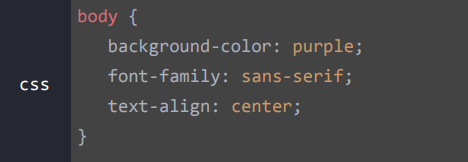 body {
background-color: purple;
font-family: sans-serif;
css
text-align: center;
}